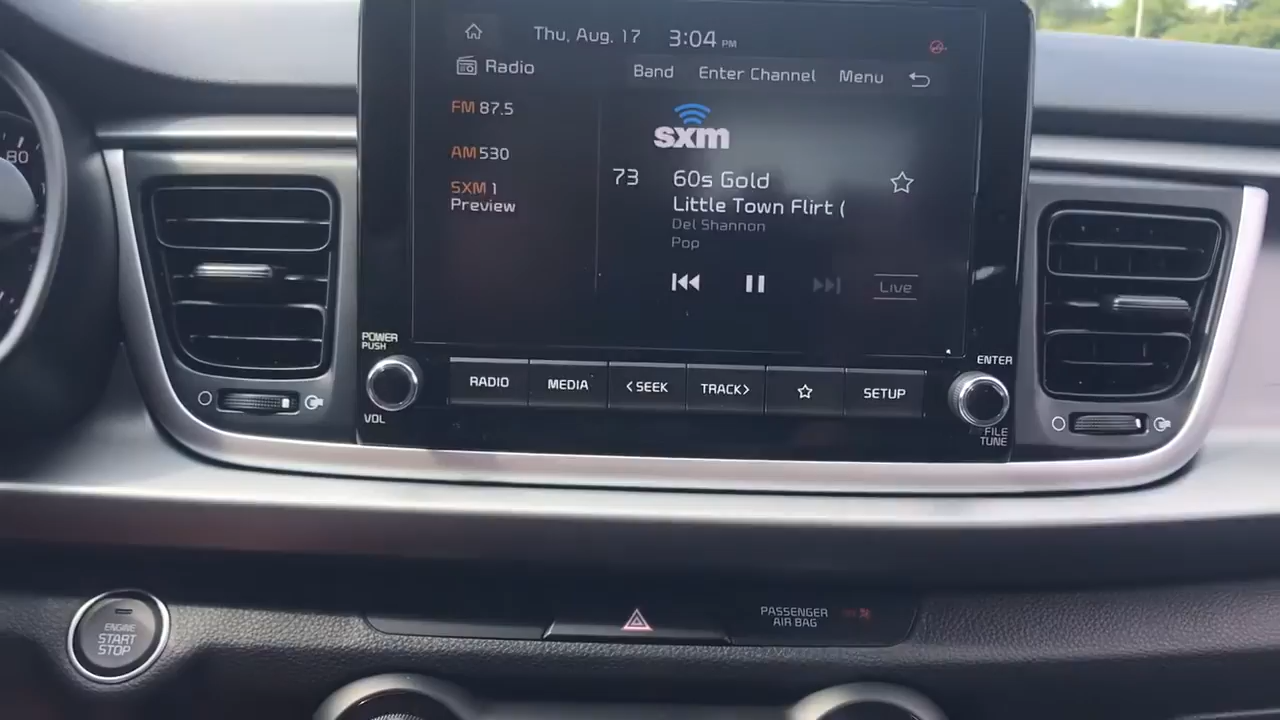 Thu, Aug. 17 3:04 PM
Radio
Band Enter Channel Menu
FM 87.5
AM 530
SXM 1
Preview
sxm
73 60s Gold
Little Town Flirt (
Del Shannon
Pop
Live
80
POWER
PUSH
VOL
RADIO MEDIA <SEEK TRACK> SETUP
ENTER
FILE
TUNE
ENGINE
START
STOP
PASSENGER
AIR BAG